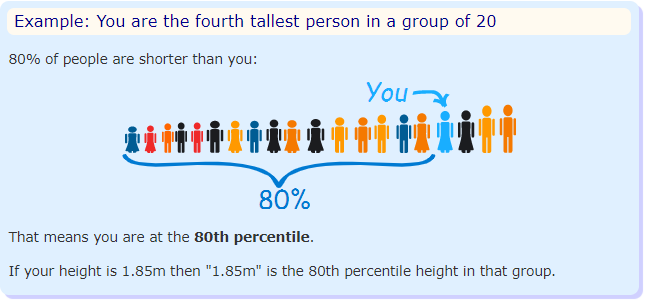 Example: You are the fourth tallest person in a group of 20
80% of people are shorter than you:
You
80%
That means you are at the 80th percentile.
If your height is 1.85m then "1.85m" is the 80th percentile height in that group.